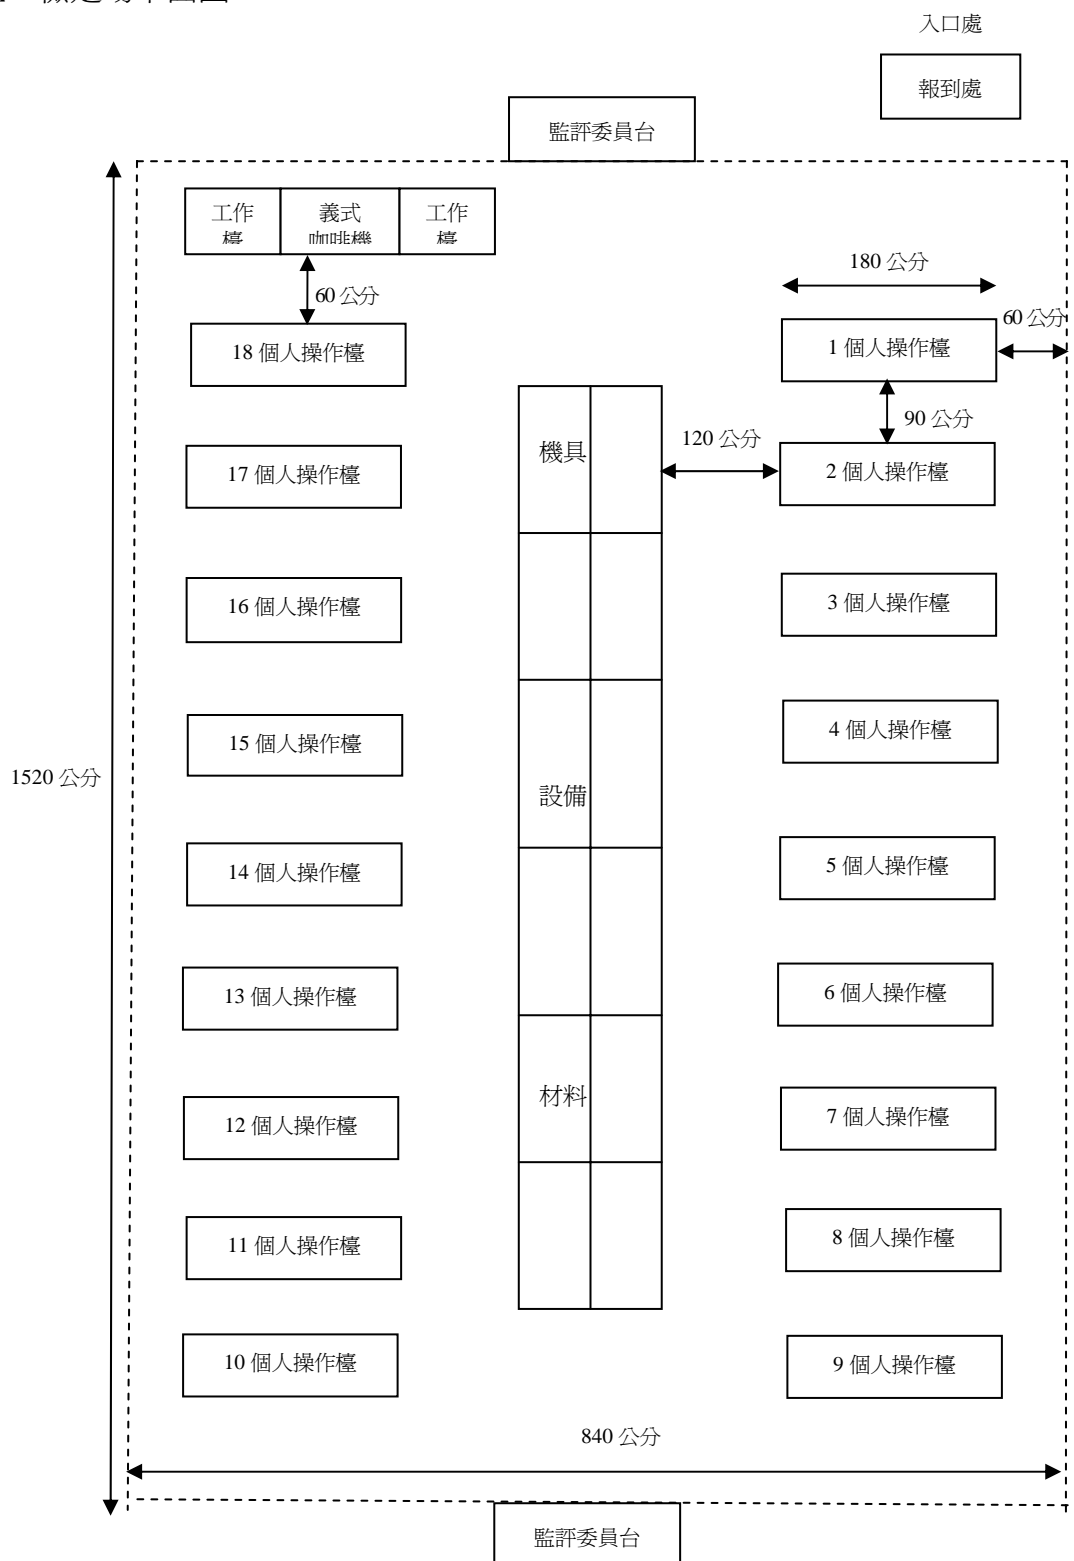 入口處
報到處
監評委員台
工作
檯
義式
咖啡機
工作
檯
60 公分
180 公分
60 公分
18 個人操作檯
1 個人操作檯
90 公分
機具
120 公分
17 個人操作檯
2 個人操作檯
16 個人操作檯
3 個人操作檯
15 個人操作檯
4 個人操作檯
1520 公分
設備
14 個人操作檯
5 個人操作檯
13 個人操作檯
6 個人操作檯
材料
12 個人操作檯
7 個人操作檯
11 個人操作檯
8 個人操作檯
10 個人操作檯
9 個人操作檯
840 公分
監評委員台